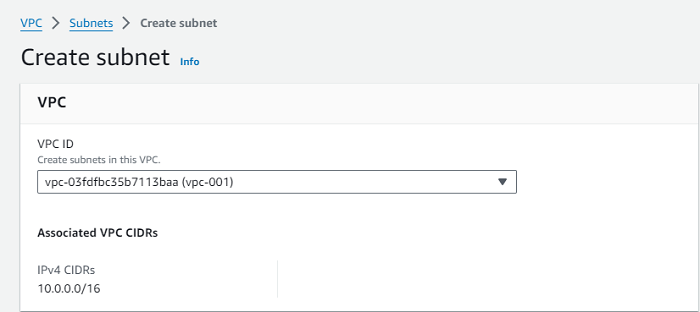 VPC > Subnets > Create subnet
Create subnet Info
VPC
VPC ID
Create subnets in this VPC.
vpc-03fdfbc35b7113baa (vpc-001)
Associated VPC CIDRs
IPv4 CIDRs
10.0.0.0/16